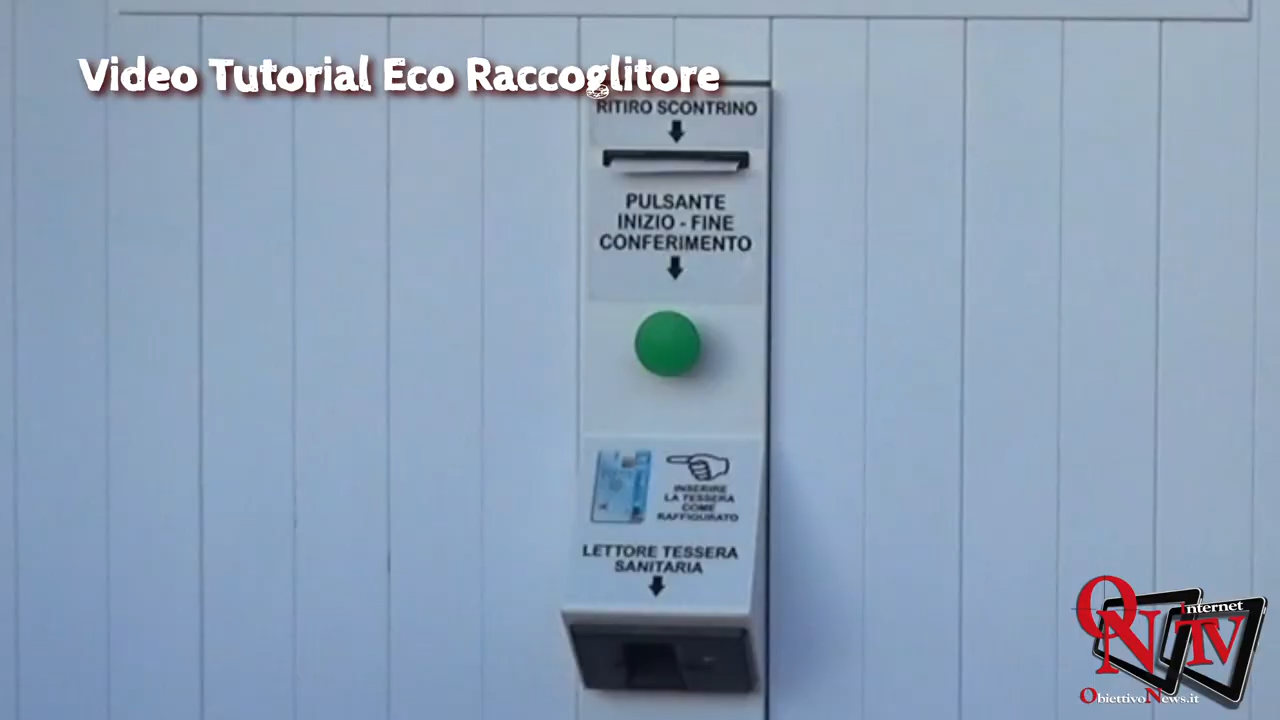 Video Tutorial Eco Raccoglitore
RITIRO SCONTRINO
PULSANTE
INIZIO - FINE
CONFERIMENTO
INSERIRE
LA TESSERA
COME
RAFFIGURATO
LETTORE TESSERA
SANITARIA
ON
Internet
TV
ObiettivoNews.it